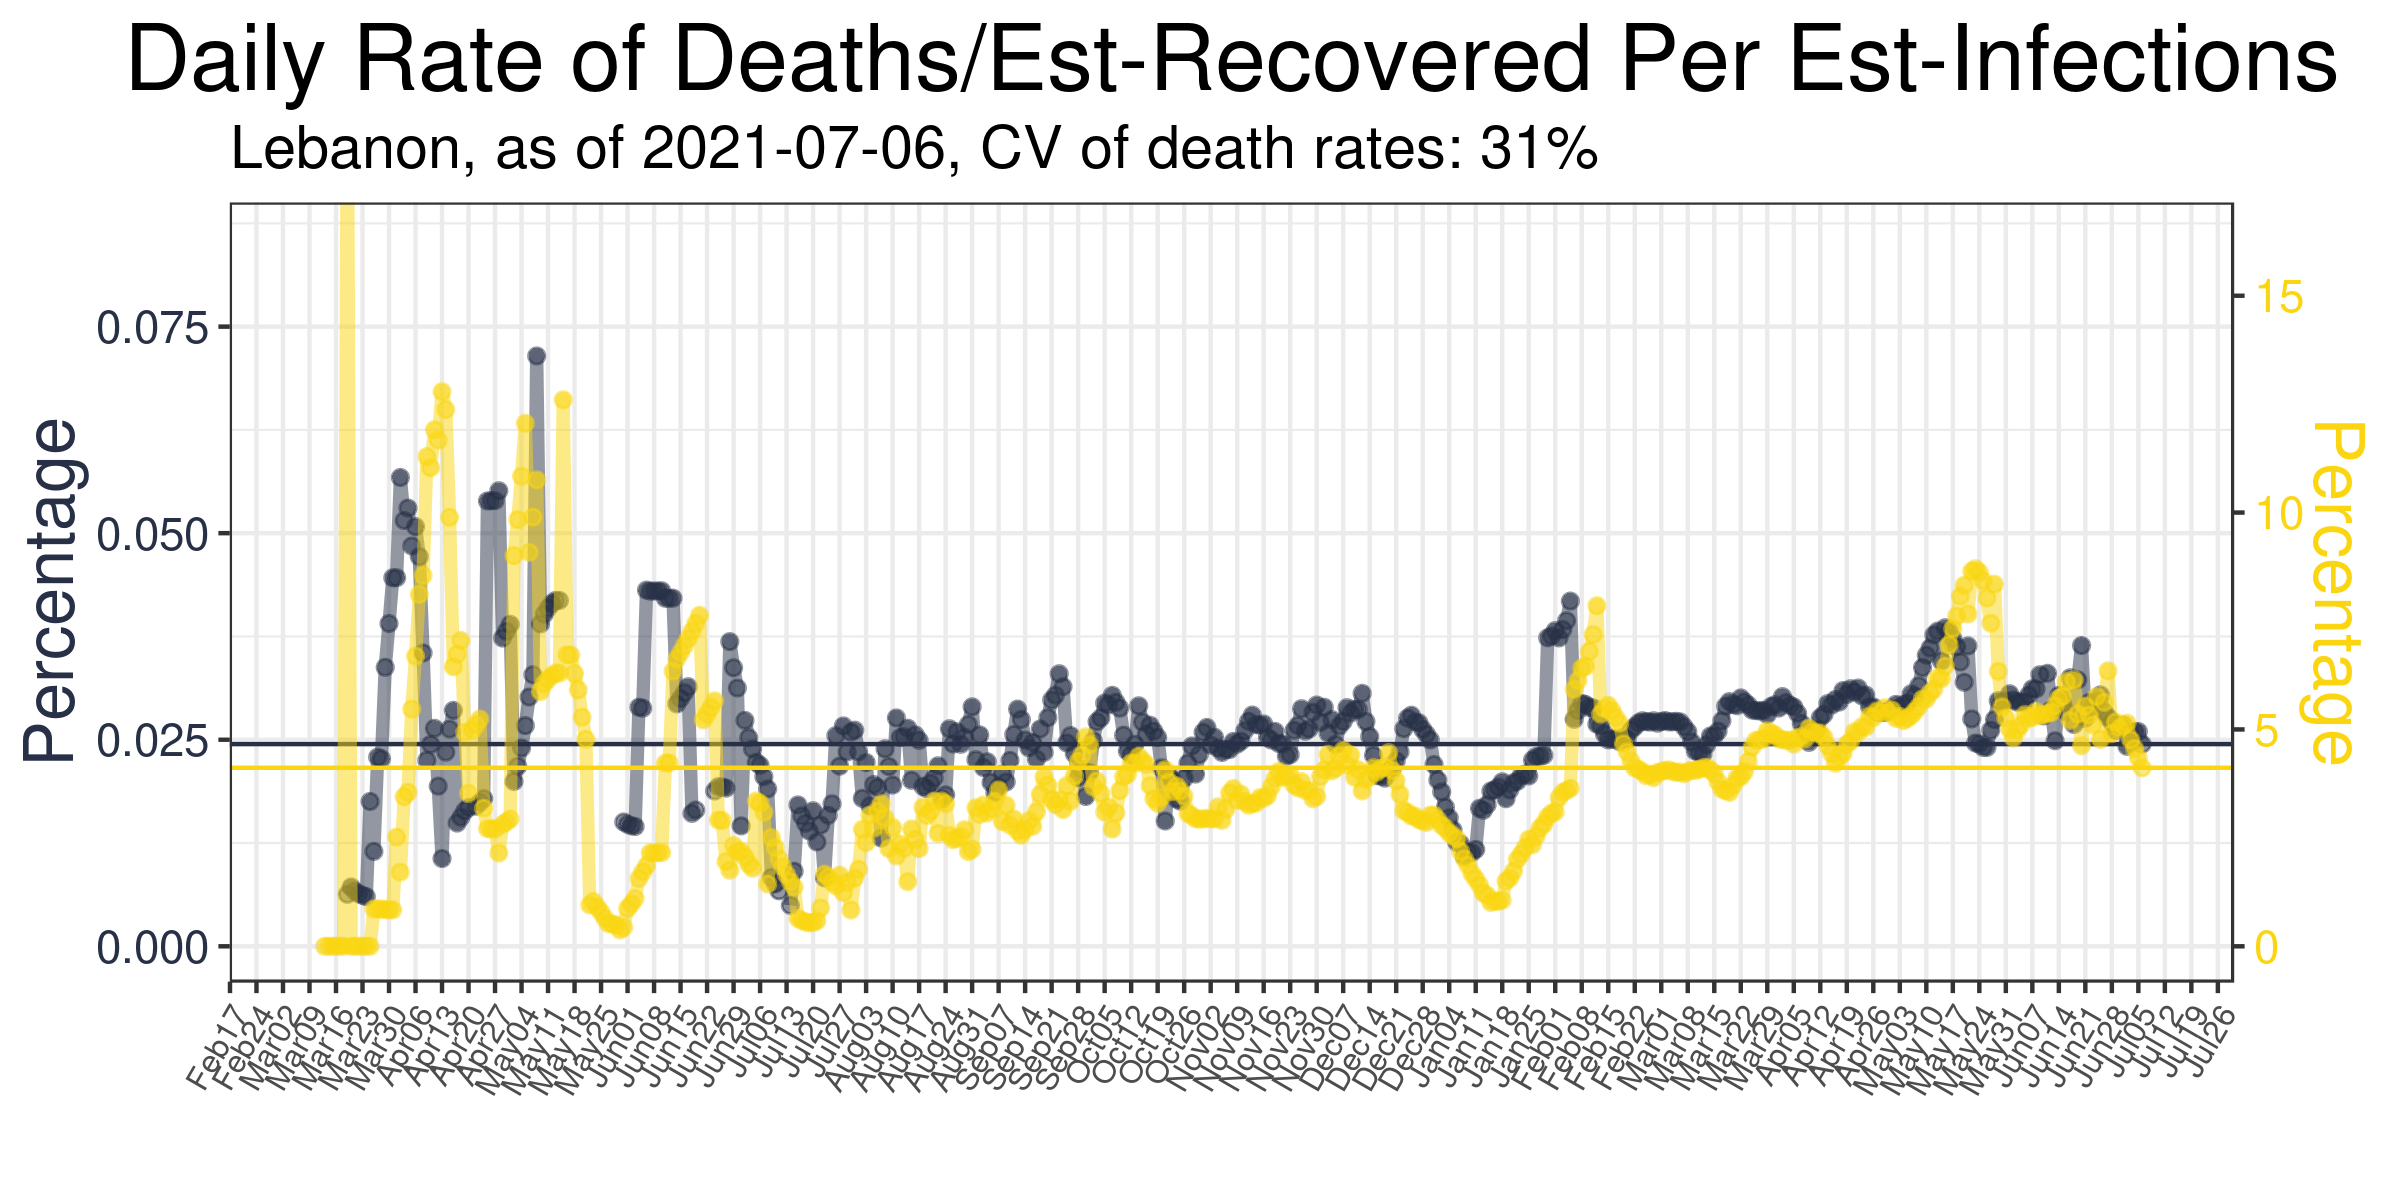 Daily Rate of Deaths/Est-Recovered Per Est-Infections
Lebanon, as of 2021-07-06, CV of death rates: 31%
Percentage
0.075
0.050
0.025
0.000
15
10
5
0
Percentage
Feb17
Feb24
Mar02
Mar09
Mar16
Mar23
Mar30
Apr06
Apr13
Apr20
Apr27
May04
May11
May18
May25
Jun01
Jun08
Jun15
Jun22
Jun29
Jul06
Jul13
Jul20
Jul27
Aug03
Aug10
Aug17
Aug24
Aug31
Sep07
Sep14
Sep21
Sep28
Oct05
Oct12
Oct19
Oct26
Nov02
Nov09
Nov16
Nov23
Nov30
Dec07
Dec14
Dec21
Dec28
Jan04
Jan11
Jan18
Jan25
Feb01
Feb08
Feb15
Feb22
Mar01
Mar08
Mar15
Mar22
Mar29
Apr05
Apr12
Apr19
Apr26
May03
May10
May17
May24
May31
Jun07
Jun14
Jun21
Jun28
Jul05
Jul12
Jul19
Jul26